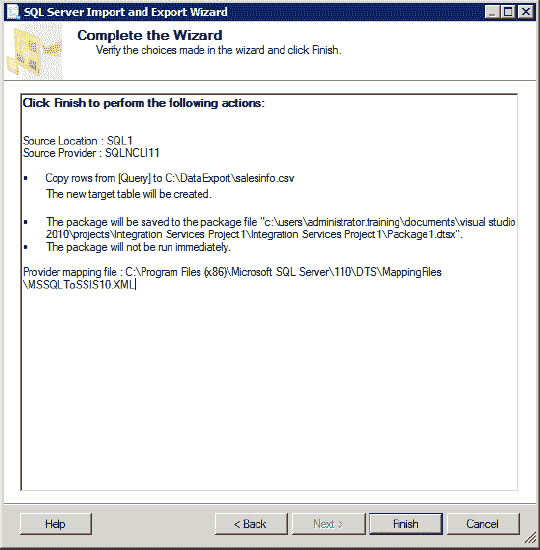 SQL Server Import and Export Wizard
Complete the Wizard
Verify the choices made in the wizard and click Finish.
Click Finish to perform the following actions:
Source Location : SQL1
Source Provider : SQLNCLI11
• Copy rows from [Query] to C:\DataExport\salesinfo.csv
The new target table will be created.
• The package will be saved to the package file "c:\users\administrator.training\documents\visual studio
2010\projects\Integration Services Project1\Integration Services Project1\Package1.dtsx".
• The package will not be run immediately.
Provider mapping file : C:\Program Files (x86)\Microsoft SQL Server\110\DTS\MappingFiles
\MSSQLToSSIS10.XML
Help
< Back
Next >
Finish
Cancel